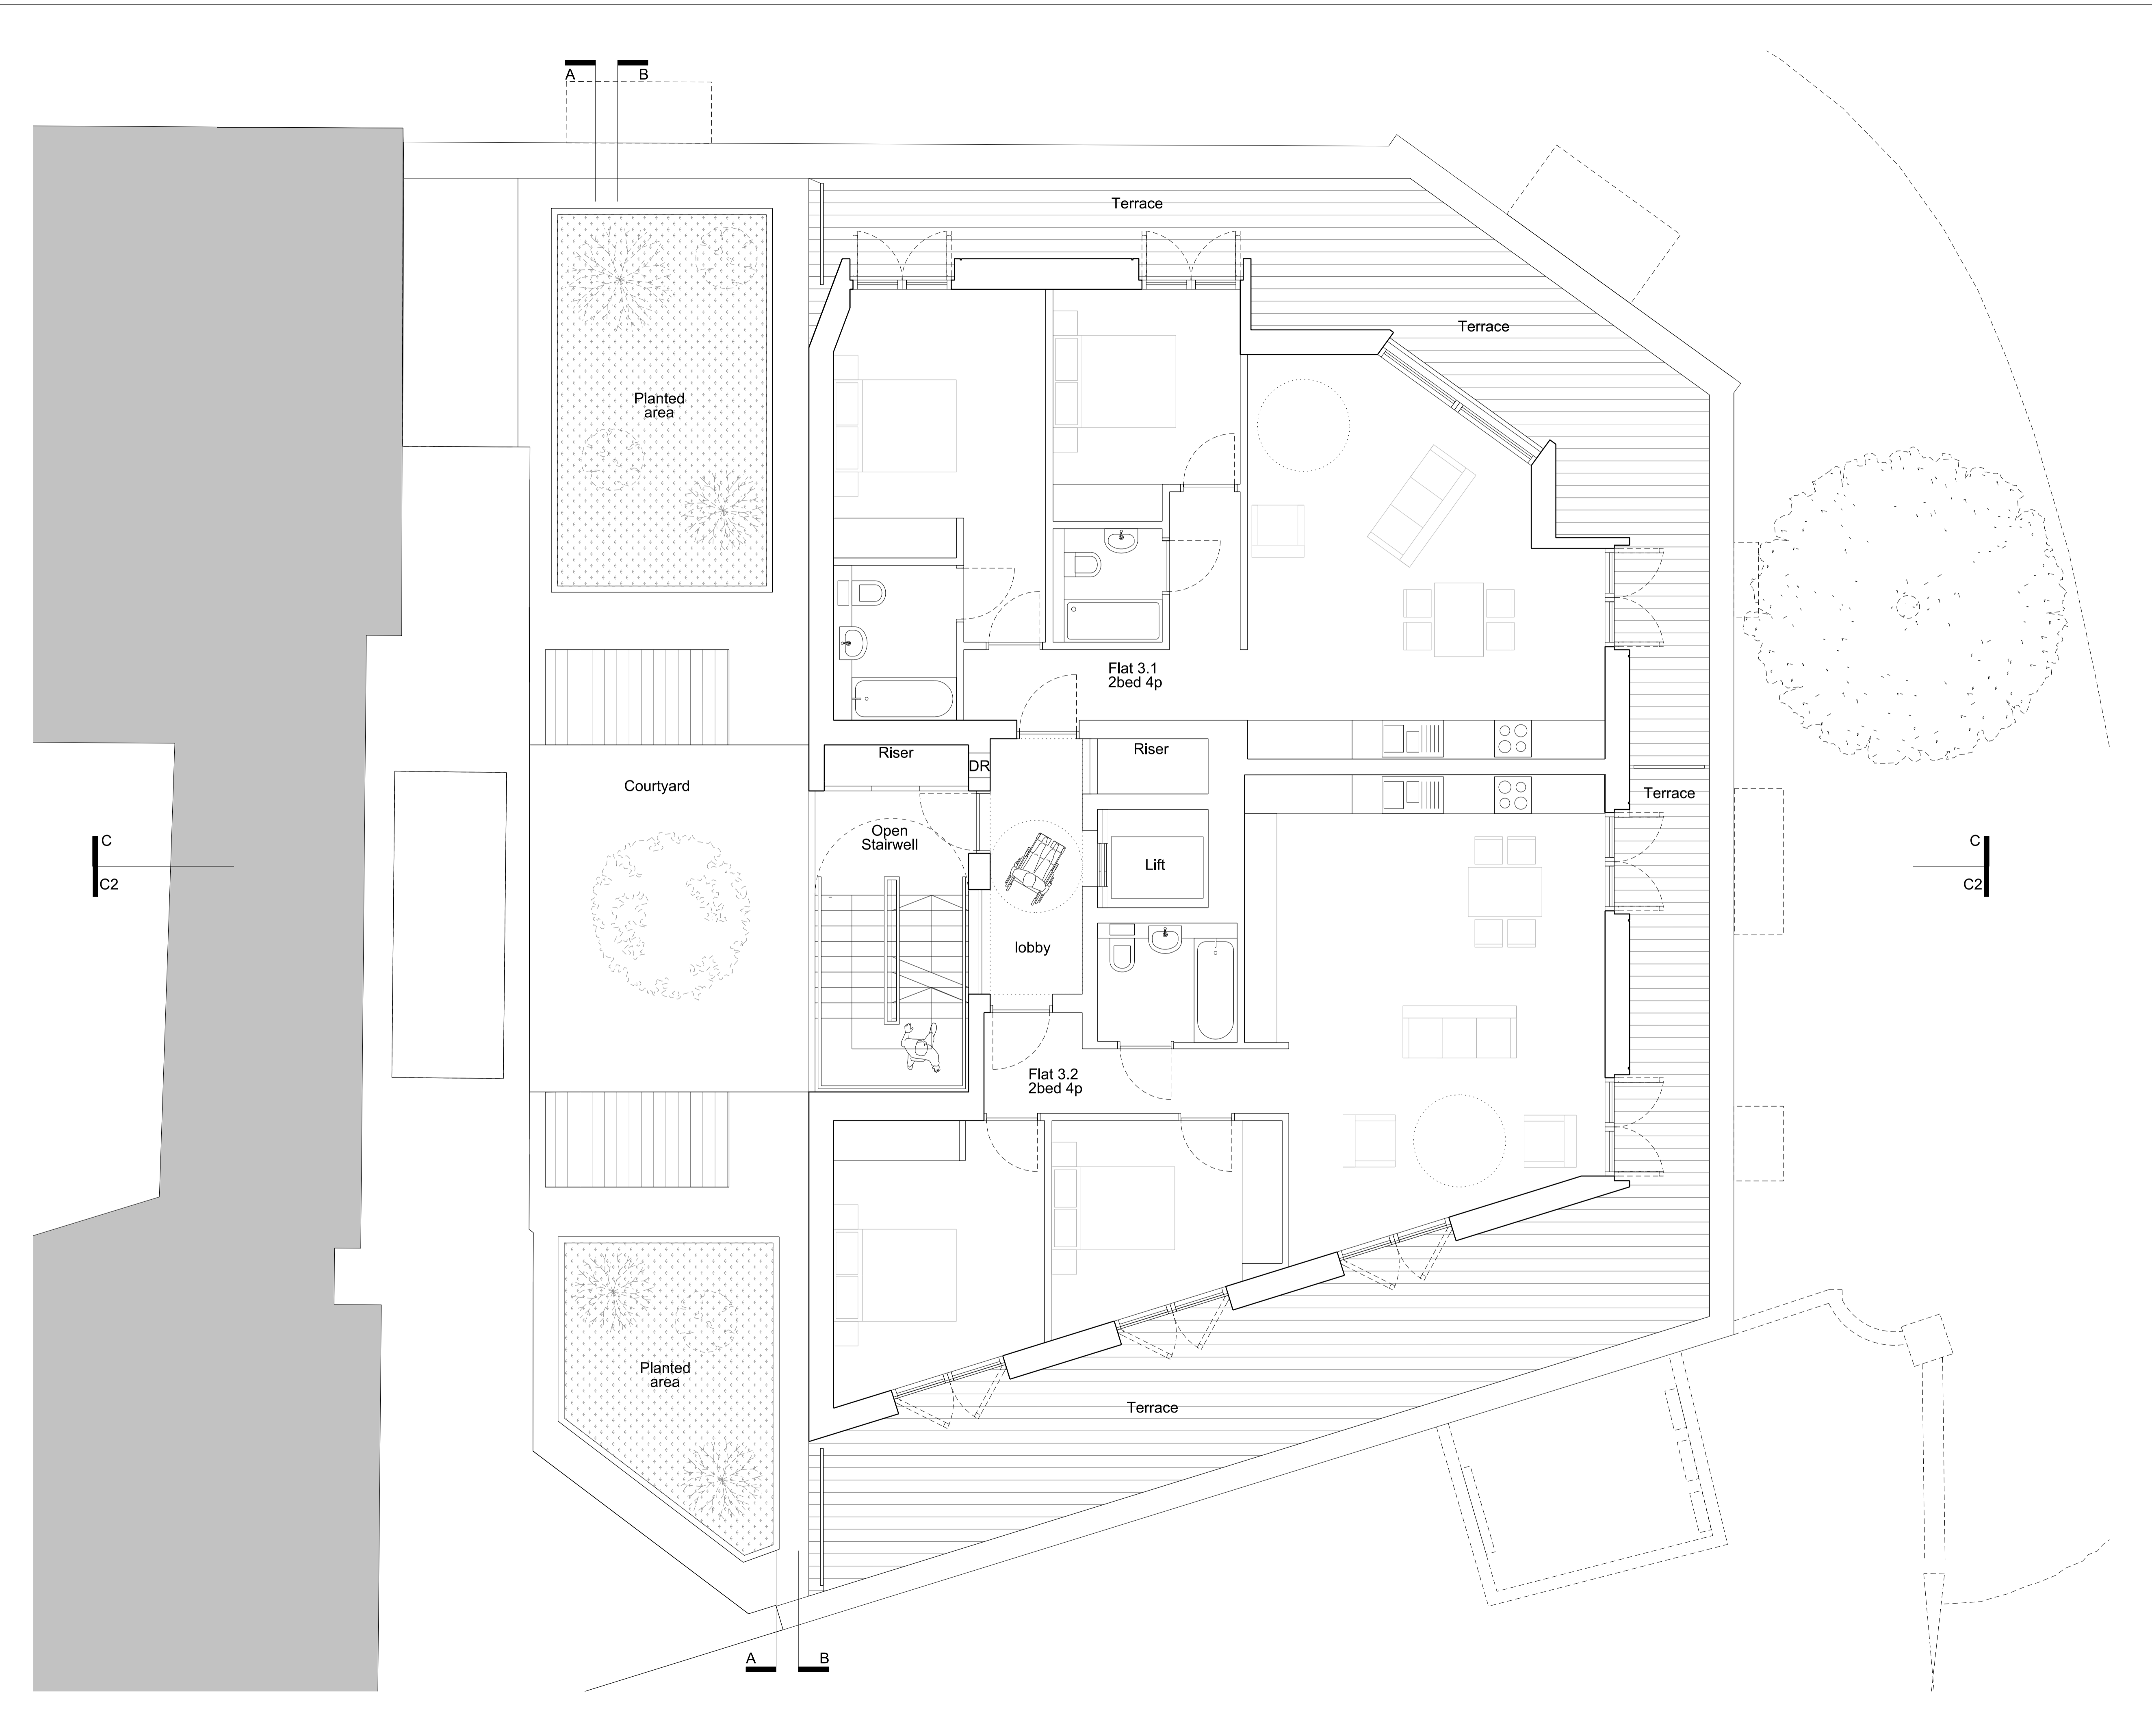 A
B
Terrace
Terrace
Planted
area
Flat 3.1
2bed 4p
Riser
DR
Riser
Courtyard
Terrace
Open
Stairwell
C
C2
Lift
C
C2
lobby
Flat 3.2
2bed 4p
Planted
area
Terrace
A
B